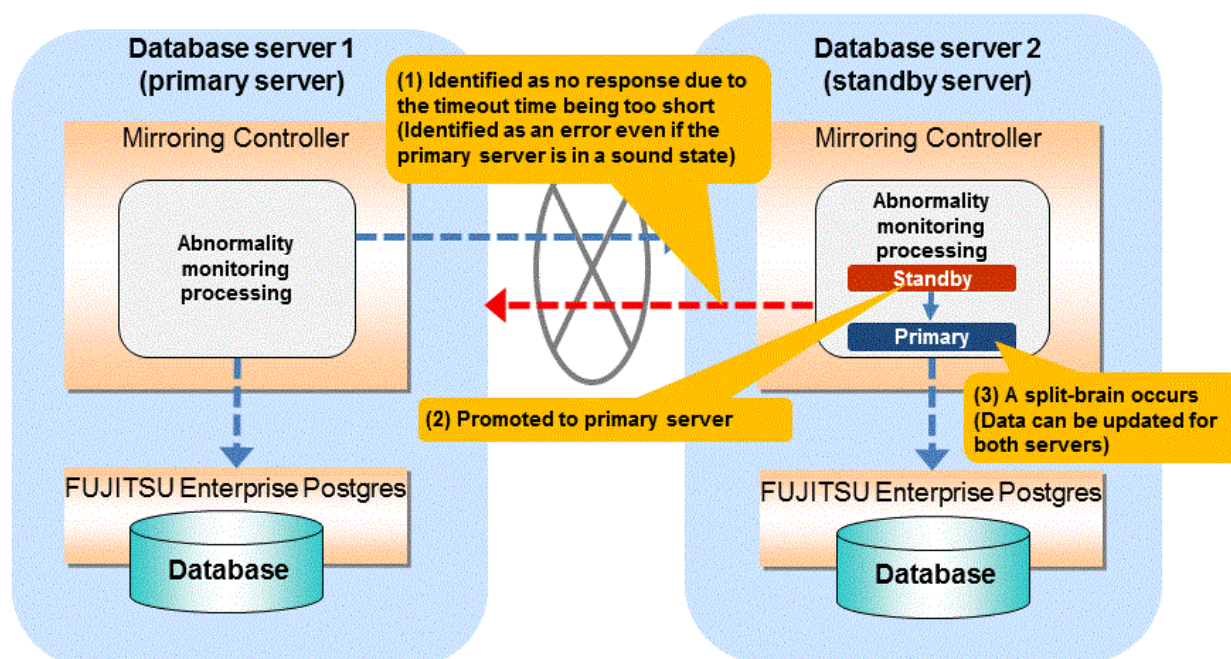 Database server 1
(primary server)
Mirroring Controller
Abnormality
monitoring
processing
FUJITSU Enterprise Postgres
Database
(1) Identified as no response due to
the timeout time being too short
(Identified as an error even if the
primary server is in a sound state)
(2) Promoted to primary server
Database server 2
(standby server)
Mirroring Controller
Abnormality
monitoring
processing
Standby
Primary
(3) A split-brain occurs
(Data can be updated for
both servers)
FUJITSU Enterprise Postgres
Database